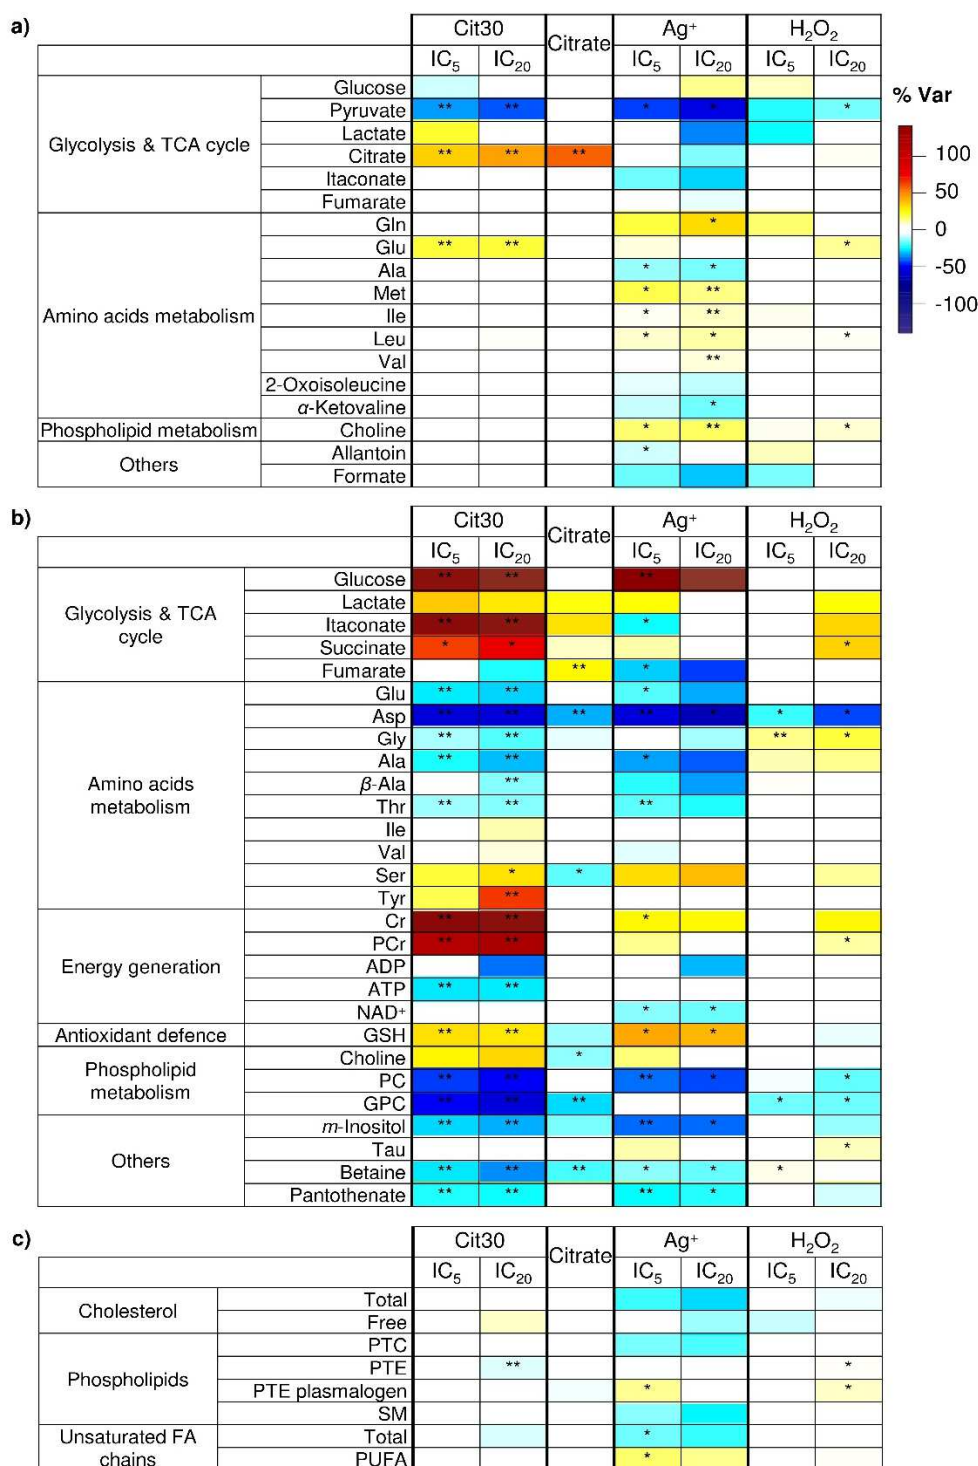 a)
Cit30 Citrate Ag⁺ H₂O₂
IC₅ IC₂₀ IC₅ IC₂₀ IC₅ IC₂₀
% Var
100
50
0
-50
-100
Glycolysis & TCA cycle
Glucose
Pyruvate ** ** * * *
Lactate
Citrate ** ** **
Itaconate
Fumarate
Amino acids metabolism
Gln *
Glu ** ** *
Ala * *
Met * **
Ile * **
Leu * * *
Val **
2-Oxoisoleucine
α-Ketovaline *
Phospholipid metabolism
Choline * ** *
Others
Allantoin *
Formate
b)
Cit30 Citrate Ag⁺ H₂O₂
IC₅ IC₂₀ IC₅ IC₂₀ IC₅ IC₂₀
Glycolysis & TCA
cycle
Glucose ** ** **
Lactate
Itaconate ** ** *
Succinate * * *
Fumarate ** *
Amino acids
metabolism
Glu ** ** *
Asp ** ** ** ** * * *
Gly ** ** ** *
Ala ** ** *
β-Ala **
Thr ** ** **
Ile
Val
Ser * *
Tyr **
Energy generation
Cr ** ** *
PCr ** ** *
ADP
ATP ** **
NAD⁺ * *
Antioxidant defence
GSH ** ** * *
Phospholipid
metabolism
Choline *
PC ** ** ** * *
GPC ** ** ** * *
Others
m-Inositol ** ** ** *
Tau *
Betaine ** ** ** * * *
Pantothenate ** ** ** *
c)
Cit30 Citrate Ag⁺ H₂O₂
IC₅ IC₂₀ IC₅ IC₂₀ IC₅ IC₂₀
Cholesterol
Total
Free
Phospholipids
PTC
PTE ** *
PTE plasmalogen * *
SM
Unsaturated FA
chains
Total *
PUFA *